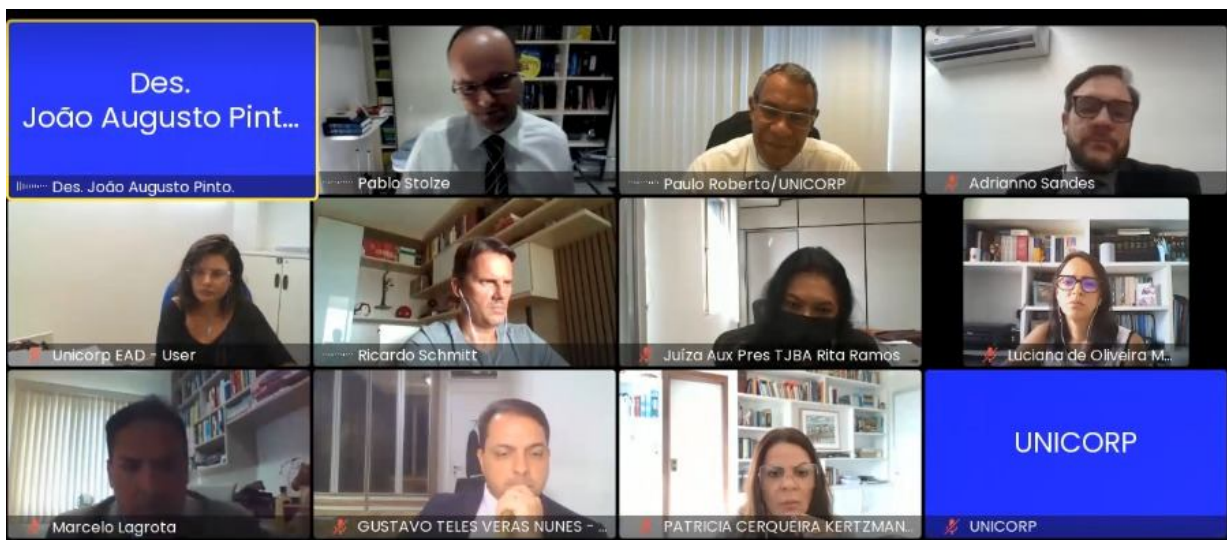 Des.
João Augusto Pint...
Des. João Augusto Pinto.
Pablo Stolze
Paulo Roberto/UNICORP
Adrianno Sandes
Unicorp EAD - User
Ricardo Schmitt
Juíza Aux Pres TJBA Rita Ramos
Luciana de Oliveira M...
Marcelo Lagrota
GUSTAVO TELES VERAS NUNES - ...
PATRICIA CERQUEIRA KERTZMAN...
UNICORP
UNICORP